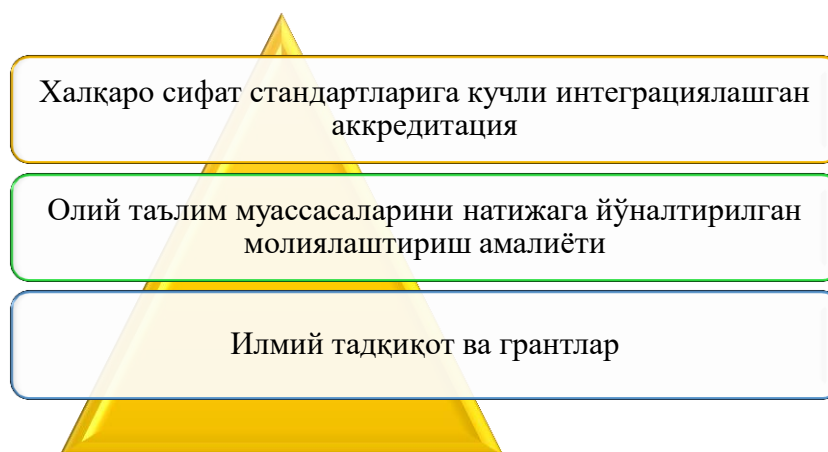 Халқаро сифат стандартларига кучли интеграциялашган
аккредитация
Олий таълим муассасаларини натижага йўналтирилган
молиялаштириш амалиёти
Илмий тадқиқот ва грантлар